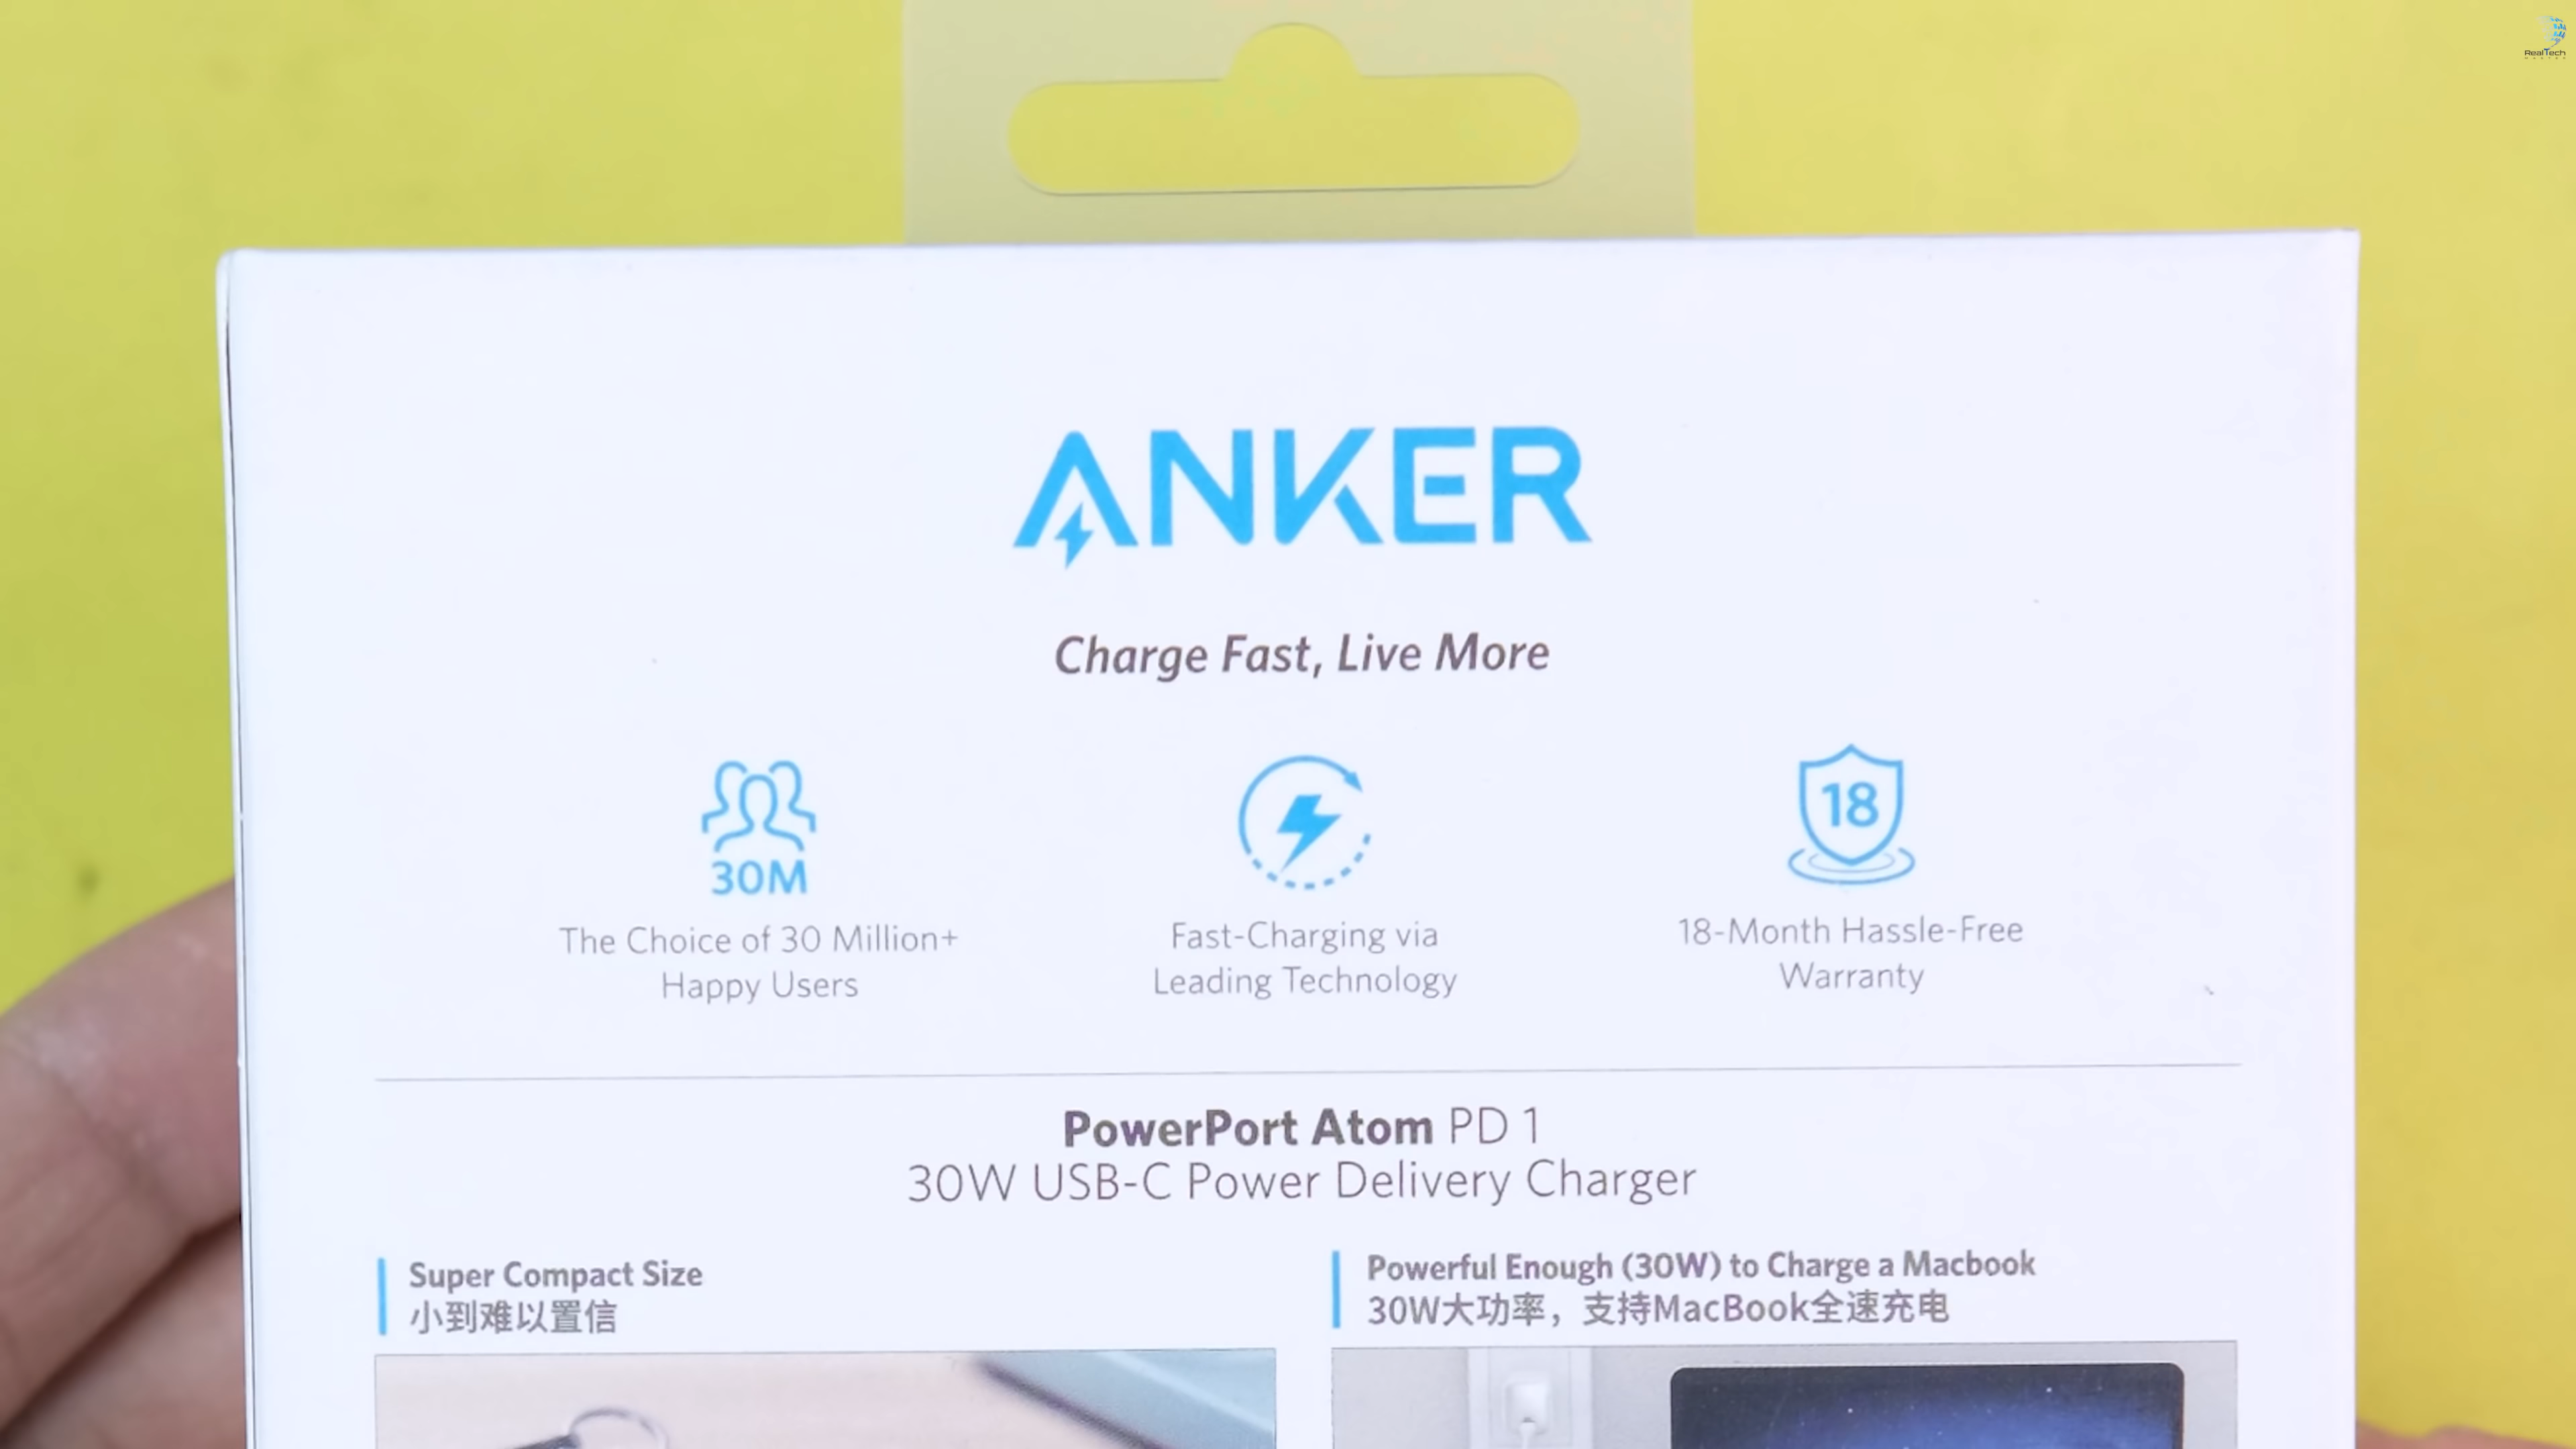 RealTech
ANKER
Charge Fast, Live More
30M
The Choice of 30 Million+
Happy Users
Fast-Charging via
Leading Technology
18
18-Month Hassle-Free
Warranty
PowerPort Atom PD 1
30W USB-C Power Delivery Charger
Super Compact Size
小到难以置信
Powerful Enough (30W) to Charge a Macbook
30W大功率，支持MacBook全速充电